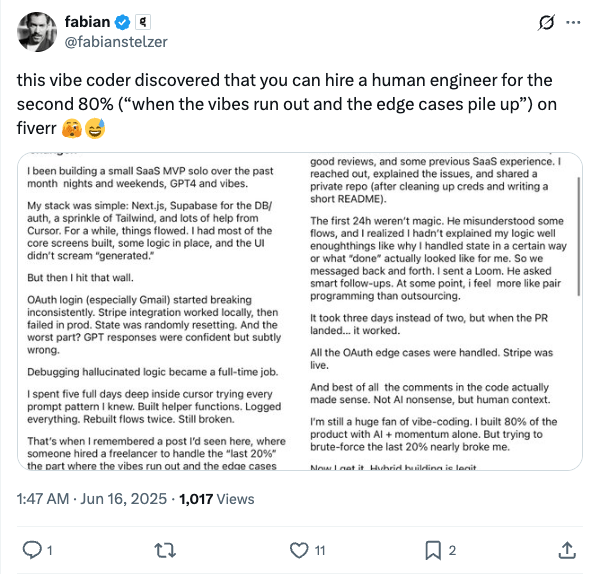 fabian
@fabianstelzer
this vibe coder discovered that you can hire a human engineer for the
second 80% (“when the vibes run out and the edge cases pile up”) on
fiverr 🫣😅
I been building a small SaaS MVP solo over the past
month nights and weekends, GPT4 and vibes.
My stack was simple: Next.js, Supabase for the DB/
auth, a sprinkle of Tailwind, and lots of help from
Cursor. For a while, things flowed. I had most of the
core screens built, some logic in place, and the UI
didn’t scream “generated.”
But then I hit that wall.
OAuth login (especially Gmail) started breaking
inconsistently. Stripe integration worked locally, then
failed in prod. State was randomly resetting. And the
worst part? GPT responses were confident but subtly
wrong.
Debugging hallucinated logic became a full-time job.
I spent five full days deep inside cursor trying every
prompt pattern I knew. Built helper functions. Logged
everything. Rebuilt flows twice. Still broken.
That’s when I remembered a post I’d seen here, where
someone hired a freelancer to handle the “last 20%”
the part where the vibes run out and the edge cases
good reviews, and some previous SaaS experience. I
reached out, explained the issues, and shared a
private repo (after cleaning up creds and writing a
short README).
The first 24h weren’t magic. He misunderstood some
flows, and I realized I hadn’t explained my logic well
enoughthings like why I handled state in a certain way
or what “done” actually looked like for me. So we
messaged back and forth. I sent a Loom. He asked
smart follow-ups. At some point, i feel more like pair
programming than outsourcing.
It took three days instead of two, but when the PR
landed... it worked.
All the OAuth edge cases were handled. Stripe was
live.
And best of all the comments in the code actually
made sense. Not AI nonsense, but human context.
I’m still a huge fan of vibe-coding. I built 80% of the
product with AI + momentum alone. But trying to
brute-force the last 20% nearly broke me.
Now I get it. Hybrid building is legit
1:47 AM · Jun 16, 2025 · 1,017 Views
1
11
2